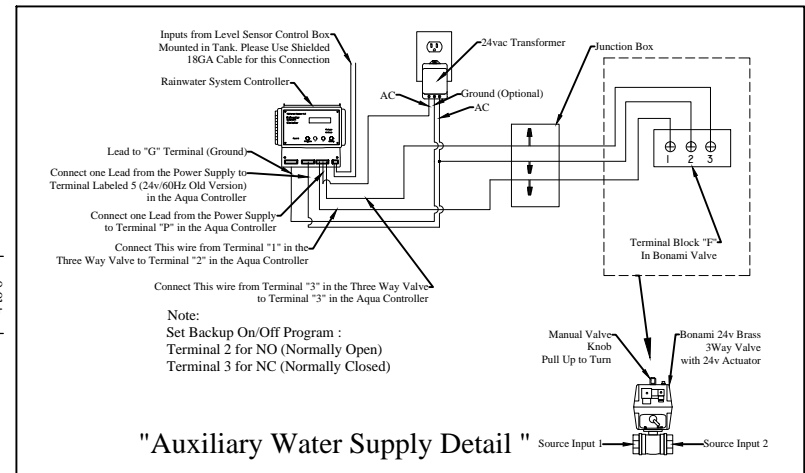 Inputs from Level Sensor Control Box
Mounted in Tank. Please Use Shielded
18GA Cable for this Connection
Rainwater System Controller
24vac Transformer
Junction Box
AC
Ground (Optional)
AC
Lead to "G" Terminal (Ground)
Connect one Lead from the Power Supply to
Terminal Labeled 5 (24v/60Hz Old Version)
in the Aqua Controller
Connect one Lead from the Power Supply
to Terminal "P" in the Aqua Controller
Connect This wire from Terminal "1" in the
Three Way Valve to Terminal "2" in the Aqua Controller
Connect This wire from Terminal "3" in the Three Way Valve
to Terminal "3" in the Aqua Controller
1 2 3
Terminal Block "F"
In Bonami Valve
Note:
Set Backup On/Off Program :
Terminal 2 for NO (Normally Open)
Terminal 3 for NC (Normally Closed)
Manual Valve
Knob
Pull Up to Turn
Bonami 24v Brass
3Way Valve
with 24v Actuator
"Auxiliary Water Supply Detail "
Source Input 1
Source Input 2